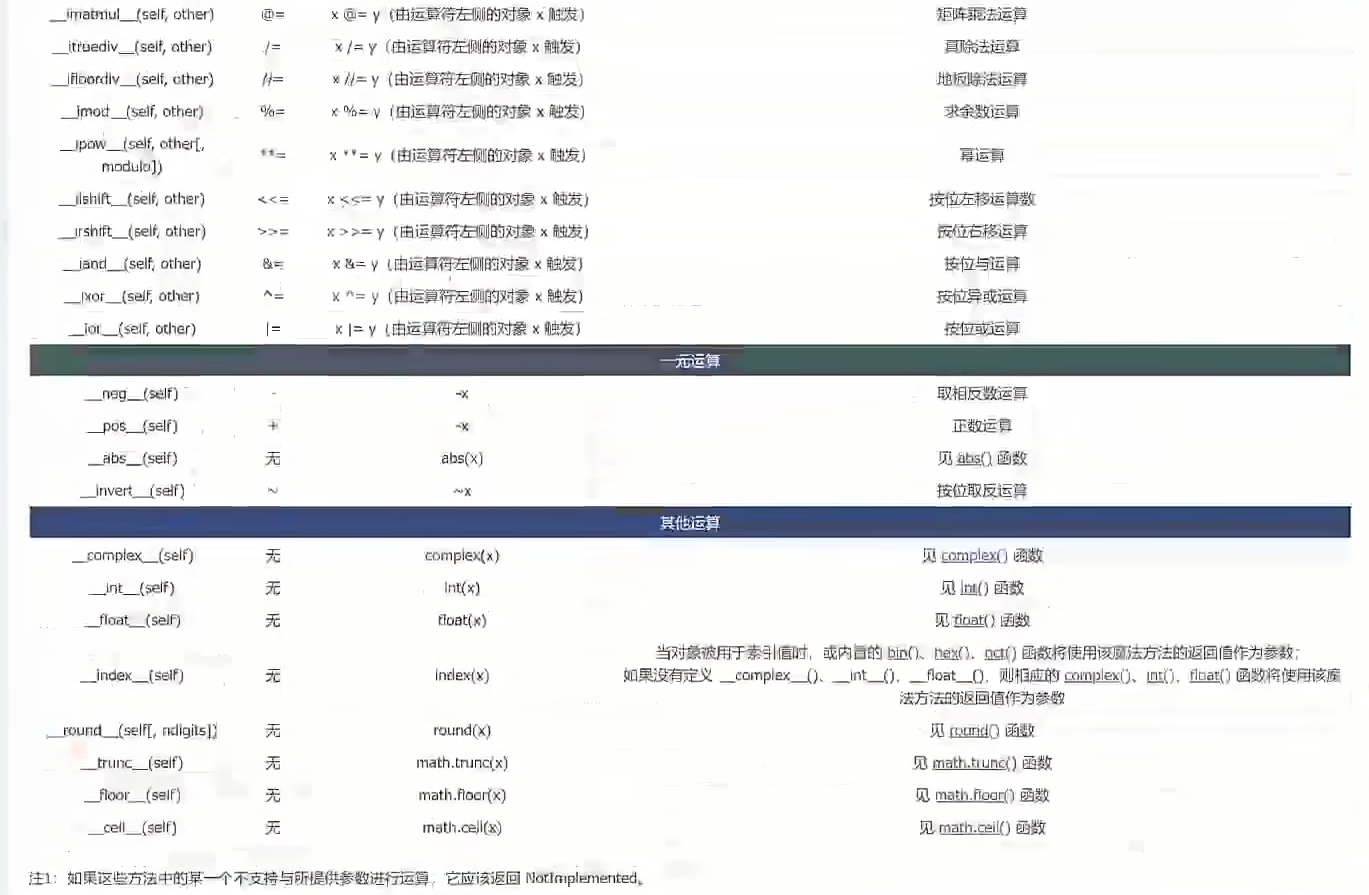 __imatmul__(self, other) @= x @= y（由运算符左侧的对象 x 触发） 矩阵乘法运算
__itruediv__(self, other) /= x /= y（由运算符左侧的对象 x 触发） 真除法运算
__ifloordiv__(self, other) //= x //= y（由运算符左侧的对象 x 触发） 地板除法运算
__imod__(self, other) %= x %= y（由运算符左侧的对象 x 触发） 求余数运算
__ipow__(self, other[,
modulo]) **= x **= y（由运算符左侧的对象 x 触发） 幂运算
__ilshift__(self, other) <<= x <<= y（由运算符左侧的对象 x 触发） 按位左移运算数
__irshift__(self, other) >>= x >>= y（由运算符左侧的对象 x 触发） 按位右移运算
__iand__(self, other) &= x &= y（由运算符左侧的对象 x 触发） 按位与运算
__ixor__(self, other) ^= x ^= y（由运算符左侧的对象 x 触发） 按位异或运算
__ior__(self, other) |= x |= y（由运算符左侧的对象 x 触发） 按位或运算
一元运算
__neg__(self) - -x 取相反数运算
__pos__(self) + -x 正数运算
__abs__(self) 无 abs(x) 见 abs() 函数
__invert__(self) ~ ~x 按位取反运算
其他运算
__complex__(self) 无 complex(x) 见 complex() 函数
__int__(self) 无 int(x) 见 int() 函数
__float__(self) 无 float(x) 见 float() 函数
当对象被用于索引值时，或内置的 bin()、hex()、oct() 函数将使用该魔法方法的返回值作为参数；
__index__(self) 无 index(x) 如果没有定义 __complex__()、__int__()、__float__()，则相应的 complex()、int()、float() 函数将使用该魔
法方法的返回值作为参数
__round__(self[, ndigits]) 无 round(x) 见 round() 函数
__trunc__(self) 无 math.trunc(x) 见 math.trunc() 函数
__floor__(self) 无 math.floor(x) 见 math.floor() 函数
__ceil__(self) 无 math.ceil(x) 见 math.ceil() 函数
注1：如果这些方法中的某一个不支持与所提供参数进行运算，它应该返回 NotImplemented。